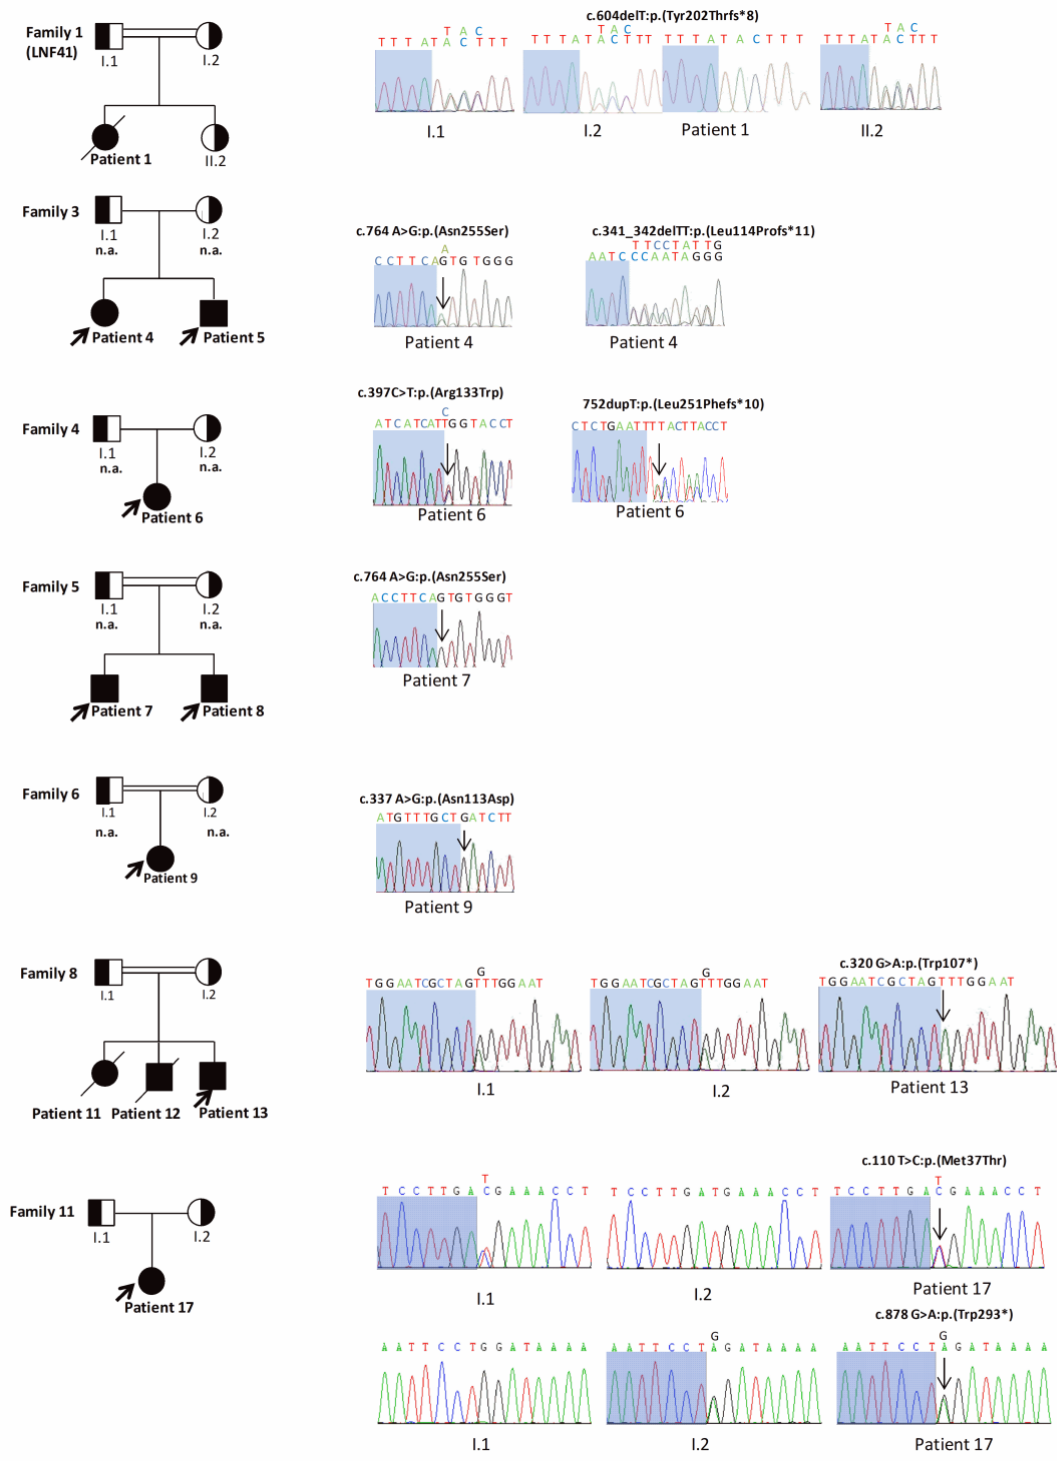 Family 1
(LNF41)
I.1
I.2
Patient 1
II.2
c.604delT:p.(Tyr202Thrfs*8)
T A C
T T T A T A C T T T
T A C
T T T A T A C T T T
T T T A T A C T T T
T A C
T T T A T A C T T T
I.1
I.2
Patient 1
II.2
Family 3
I.1
n.a.
I.2
n.a.
Patient 4
Patient 5
c.764 A>G:p.(Asn255Ser)
A
C C T T C A G T G T G G G
Patient 4
c.341_342delTT:p.(Leu114Profs*11)
T T C C T A T T G
A A T C C C A A T A G G G
Patient 4
Family 4
I.1
n.a.
I.2
n.a.
Patient 6
c.397C>T:p.(Arg133Trp)
C
A T C A T C A T T G G T A C C T
Patient 6
752dupT:p.(Leu251Phefs*10)
C T C T G A A T T T T A C T T A C C T
Patient 6
Family 5
I.1
n.a.
I.2
n.a.
Patient 7
Patient 8
c.764 A>G:p.(Asn255Ser)
A C C T T C A G T G T G G G T
Patient 7
Family 6
I.1
n.a.
I.2
n.a.
Patient 9
c.337 A>G:p.(Asn113Asp)
A T G T T T G C T G A T C T T
Patient 9
Family 8
I.1
I.2
Patient 11
Patient 12
Patient 13
G
T G G A A T C G C T A G T T T G G A A T
I.1
G
T G G A A T C G C T A G T T T G G A A T
I.2
c.320 G>A:p.(Trp107*)
T G G A A T C G C T A G T T T G G A A T
Patient 13
Family 11
I.1
I.2
Patient 17
T
T C C T T G A C G A A A C C T
I.1
T C C T T G A T G A A A C C T
I.2
c.110 T>C:p.(Met37Thr)
T
T C C T T G A C G A A A C C T
Patient 17
A A T T C C T G G A T A A A A
I.1
G
A A T T C C T A G A T A A A A
I.2
c.878 G>A:p.(Trp293*)
G
A A T T C C T A G A T A A A A
Patient 17